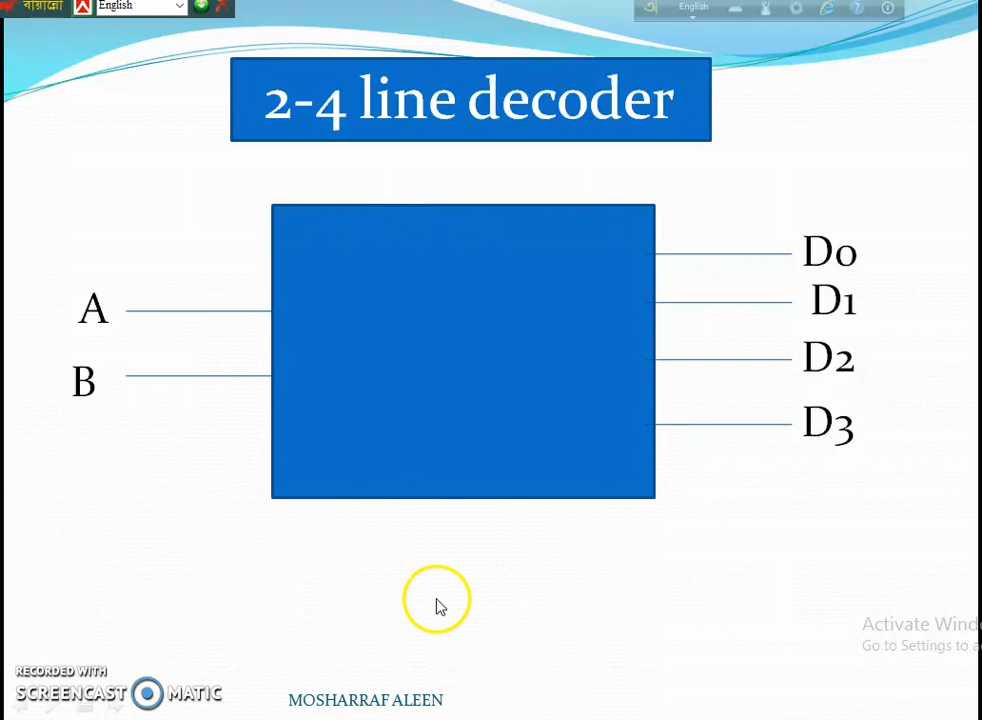 বায়ান্নো English English
2-4 line decoder
A
B
D0
D1
D2
D3
Activate Wind
Go to Settings to a
RECORDED WITH
SCREENCAST MATIC
MOSHARRAF ALEEN